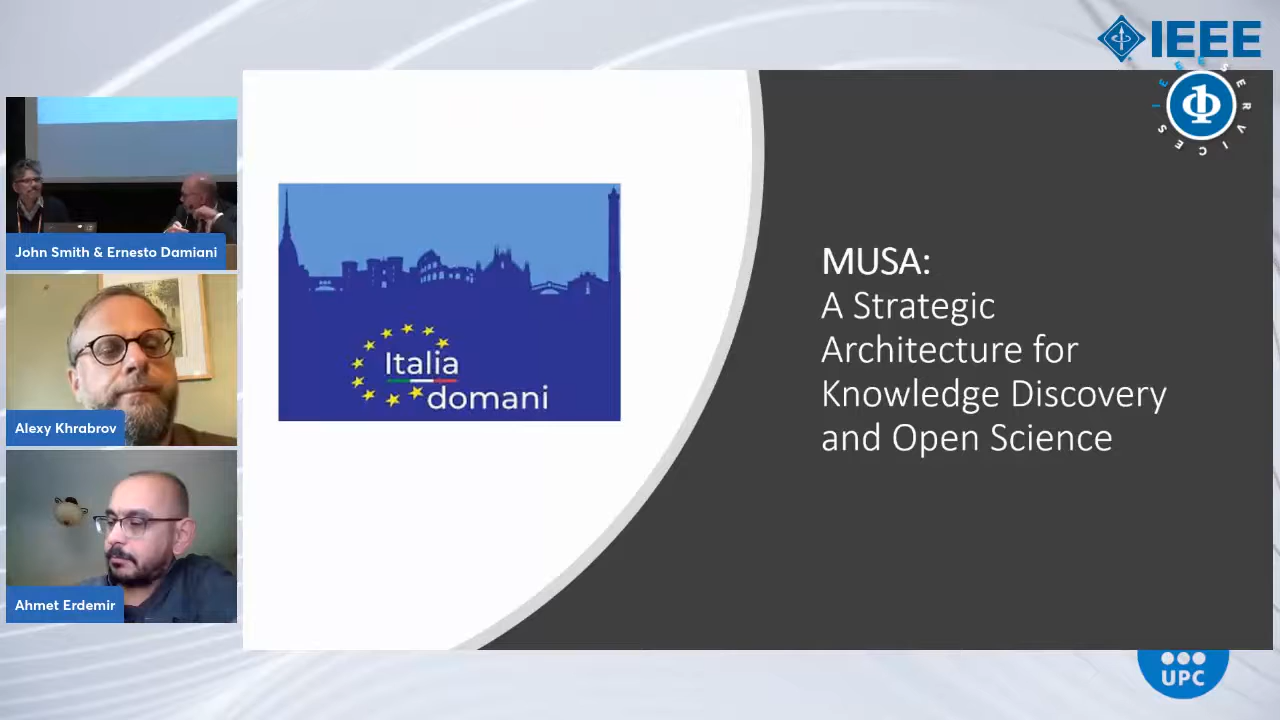 IEEE
IEEE SERVICES
John Smith & Ernesto Damiani
Alexy Khrabrov
Ahmet Erdemir
Italia
domani
MUSA:
A Strategic
Architecture for
Knowledge Discovery
and Open Science
UPC